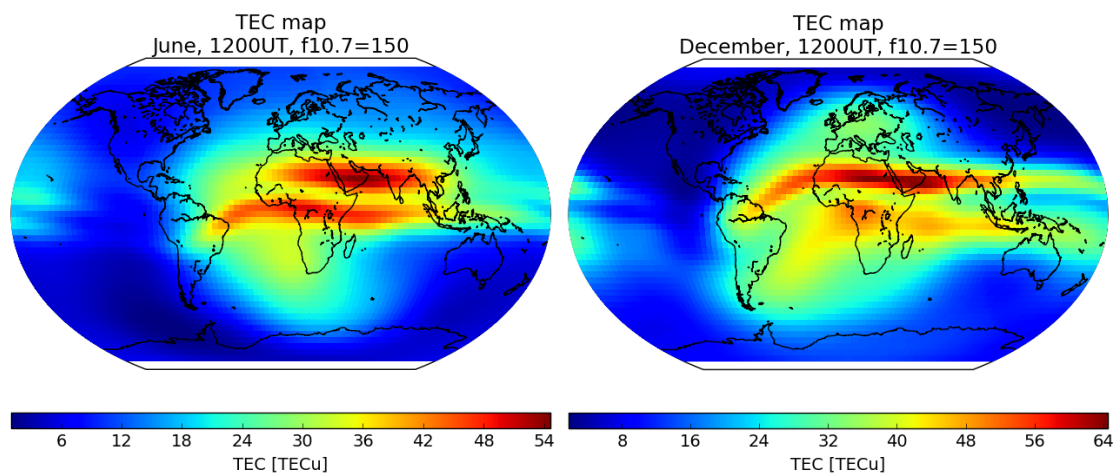 TEC map
June, 1200UT, f10.7=150
6 12 18 24 30 36 42 48 54
TEC [TECu]
TEC map
December, 1200UT, f10.7=150
8 16 24 32 40 48 56 64
TEC [TECu]